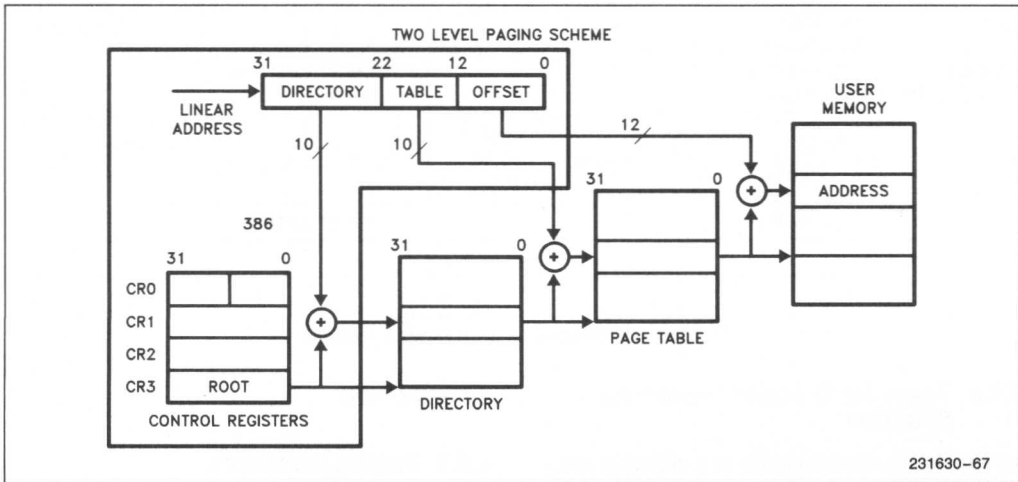 TWO LEVEL PAGING SCHEME
31 22 12 0
DIRECTORY TABLE OFFSET
LINEAR
ADDRESS
USER
MEMORY
10 10 12
31 0
ADDRESS
386
31 0
31 0
CR0
CR1
CR2
CR3 ROOT
PAGE TABLE
DIRECTORY
CONTROL REGISTERS
231630-67